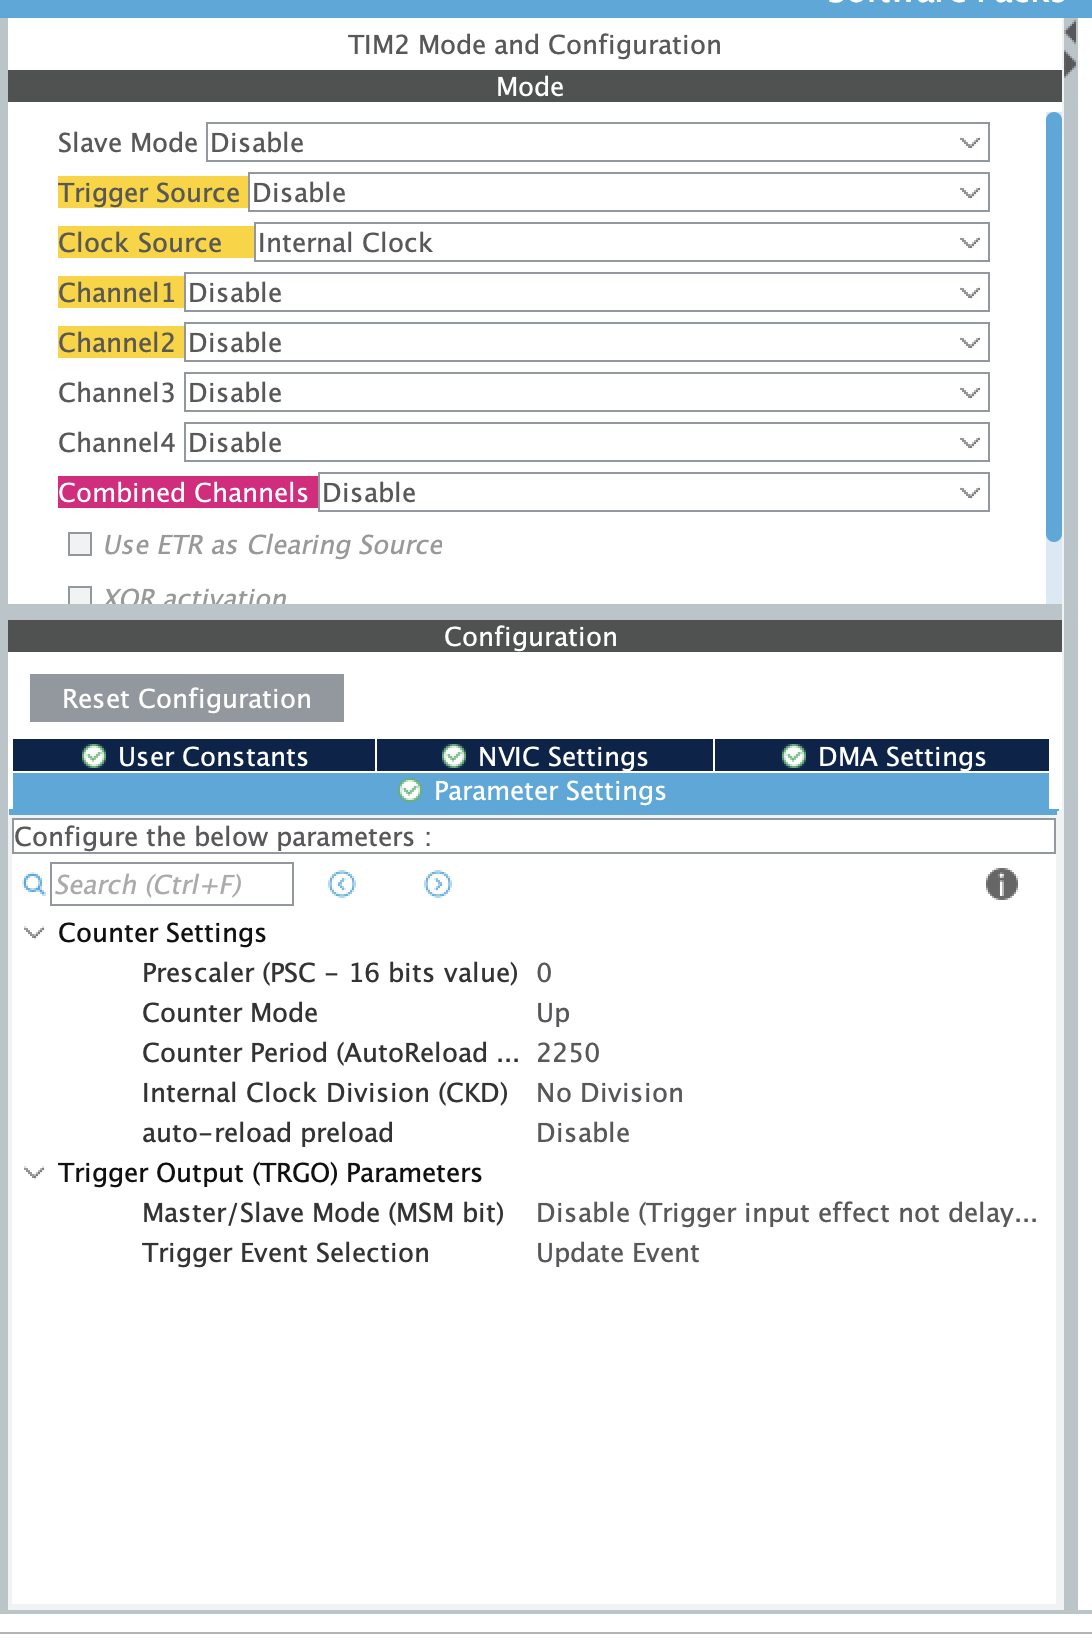 Software Packs
TIM2 Mode and Configuration
Mode
Slave Mode Disable
Trigger Source Disable
Clock Source Internal Clock
Channel1 Disable
Channel2 Disable
Channel3 Disable
Channel4 Disable
Combined Channels Disable
Use ETR as Clearing Source
XOR activation
Configuration
Reset Configuration
User Constants NVIC Settings DMA Settings
Parameter Settings
Configure the below parameters :
Search (Ctrl+F)
Counter Settings
Prescaler (PSC - 16 bits value) 0
Counter Mode Up
Counter Period (AutoReload ... 2250
Internal Clock Division (CKD) No Division
auto-reload preload Disable
Trigger Output (TRGO) Parameters
Master/Slave Mode (MSM bit) Disable (Trigger input effect not delay...
Trigger Event Selection Update Event